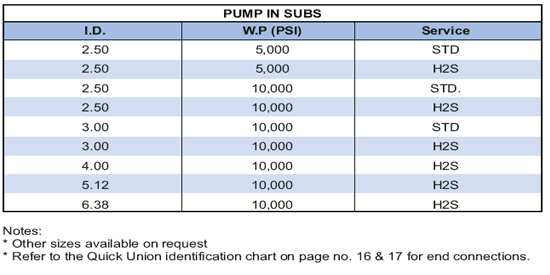 PUMP IN SUBS
I.D. W.P (PSI) Service
2.50 5,000 STD
2.50 5,000 H2S
2.50 10,000 STD.
2.50 10,000 H2S
3.00 10,000 STD
3.00 10,000 H2S
4.00 10,000 H2S
5.12 10,000 H2S
6.38 10,000 H2S
Notes:
* Other sizes available on request
* Refer to the Quick Union identification chart on page no. 16 & 17 for end connections.